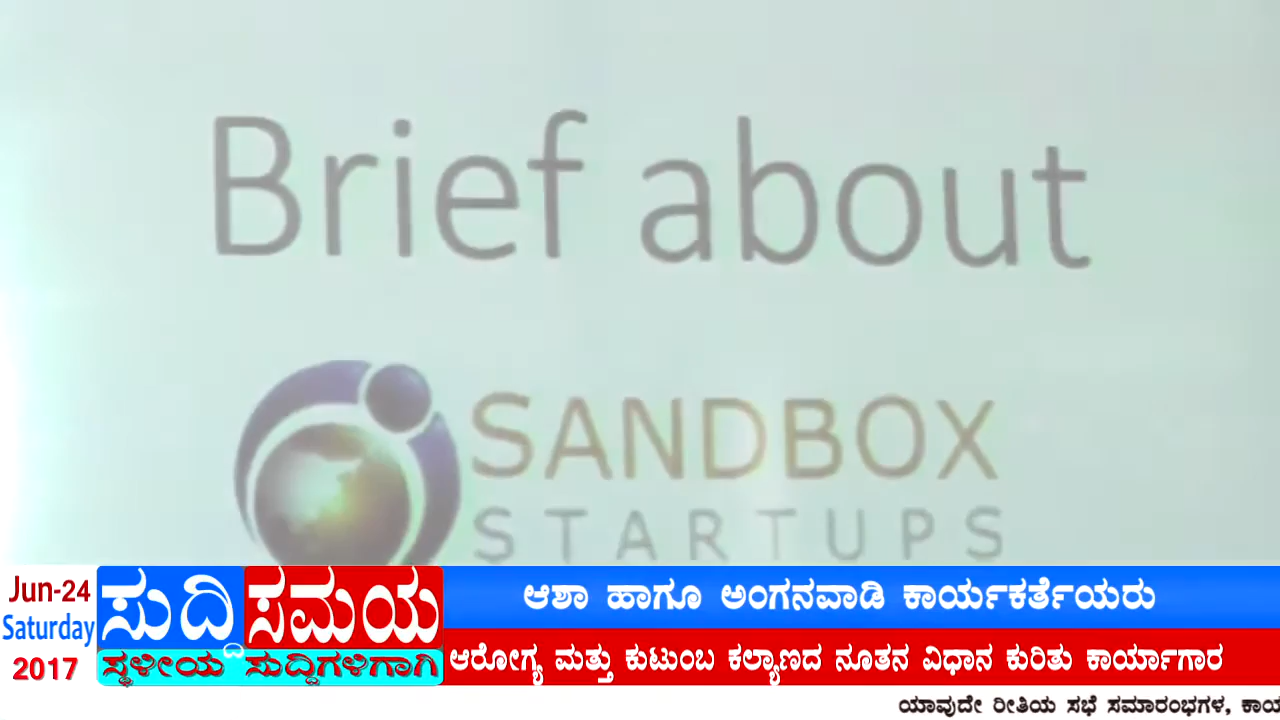 Brief about
SANDBOX
STARTUPS
Jun-24
Saturday
2017
ಸುದ್ದಿ ಸಮಯ
ಸ್ಥಳೀಯ ಸುದ್ದಿಗಳಿಗಾಗಿ
ಆಶಾ ಹಾಗೂ ಅಂಗನವಾಡಿ ಕಾರ್ಯಕರ್ತೆಯರು
ಆರೋಗ್ಯ ಮತ್ತು ಕುಟುಂಬ ಕಲ್ಯಾಣದ ನೂತನ ವಿಧಾನ ಕುರಿತು ಕಾರ್ಯಾಗಾರ
ಯಾವುದೇ ರೀತಿಯ ಸಭೆ ಸಮಾರಂಭಗಳ,